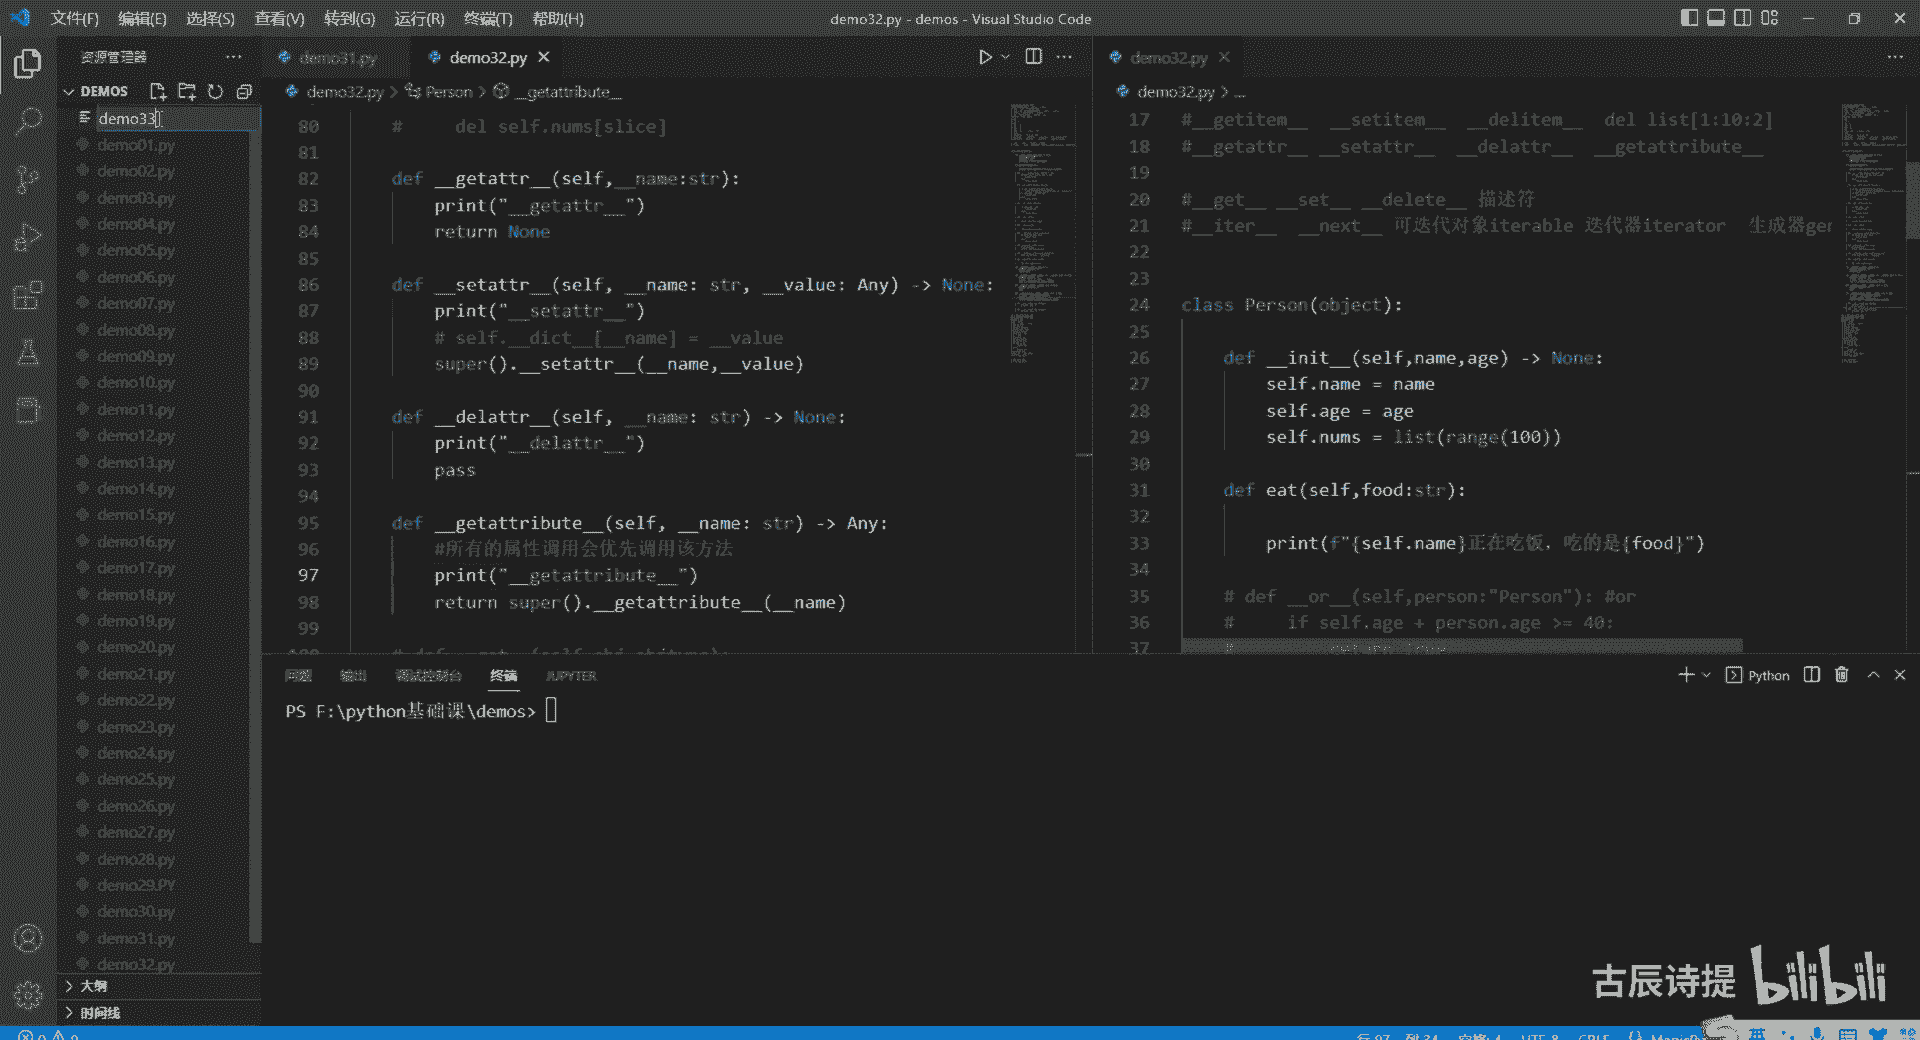 文件(F) 编辑(E) 选择(S) 查看(V) 转到(G) 运行(R) 终端(T) 帮助(H)
demo32.py - demos - Visual Studio Code
资源管理器
DEMOS
demo33
demo01.py
demo02.py
demo03.py
demo04.py
demo05.py
demo06.py
demo07.py
demo08.py
demo09.py
demo10.py
demo11.py
demo12.py
demo13.py
demo14.py
demo15.py
demo16.py
demo17.py
demo18.py
demo19.py
demo20.py
demo21.py
demo22.py
demo23.py
demo24.py
demo25.py
demo26.py
demo27.py
demo28.py
demo29.PY
demo30.py
demo31.py
demo32.py
大纲
时间线
demo31.py demo32.py
demo32.py > Person > __getattribute__
80 #     del self.nums[slice]
81
82 def __getattr__(self,__name:str):
83 print("__getattr__")
84 return None
85
86 def __setattr__(self, __name: str, __value: Any) -> None:
87 print("__setattr__")
88 # self.__dict__[__name] = __value
89 super().__setattr__(__name,__value)
90
91 def __delattr__(self, __name: str) -> None:
92 print("__delattr__")
93 pass
94
95 def __getattribute__(self, __name: str) -> Any:
96 #所有的属性调用会优先调用该方法
97 print("__getattribute__")
98 return super().__getattribute__(__name)
99
demo32.py
demo32.py > ...
17 #__getitem__  __setitem__  __delitem__  del list[1:10:2]
18 #__getattr__ __setattr__  __delattr__  __getattribute__
19
20 #__get__ __set__ __delete__ 描述符
21 #__iter__  __next__ 可迭代对象iterable 迭代器iterator  生成器ger
22
23
24 class Person(object):
25
26 def __init__(self,name,age) -> None:
27 self.name = name
28 self.age = age
29 self.nums = list(range(100))
30
31 def eat(self,food:str):
32
33 print(f"{self.name}正在吃饭，吃的是{food}")
34
35 # def __or__(self,person:"Person"): #or
36 #     if self.age + person.age >= 40:
37 #
问题 输出 调试控制台 终端 JUPYTER
Python
PS F:\python基础课\demos>
古辰诗提 bilibili